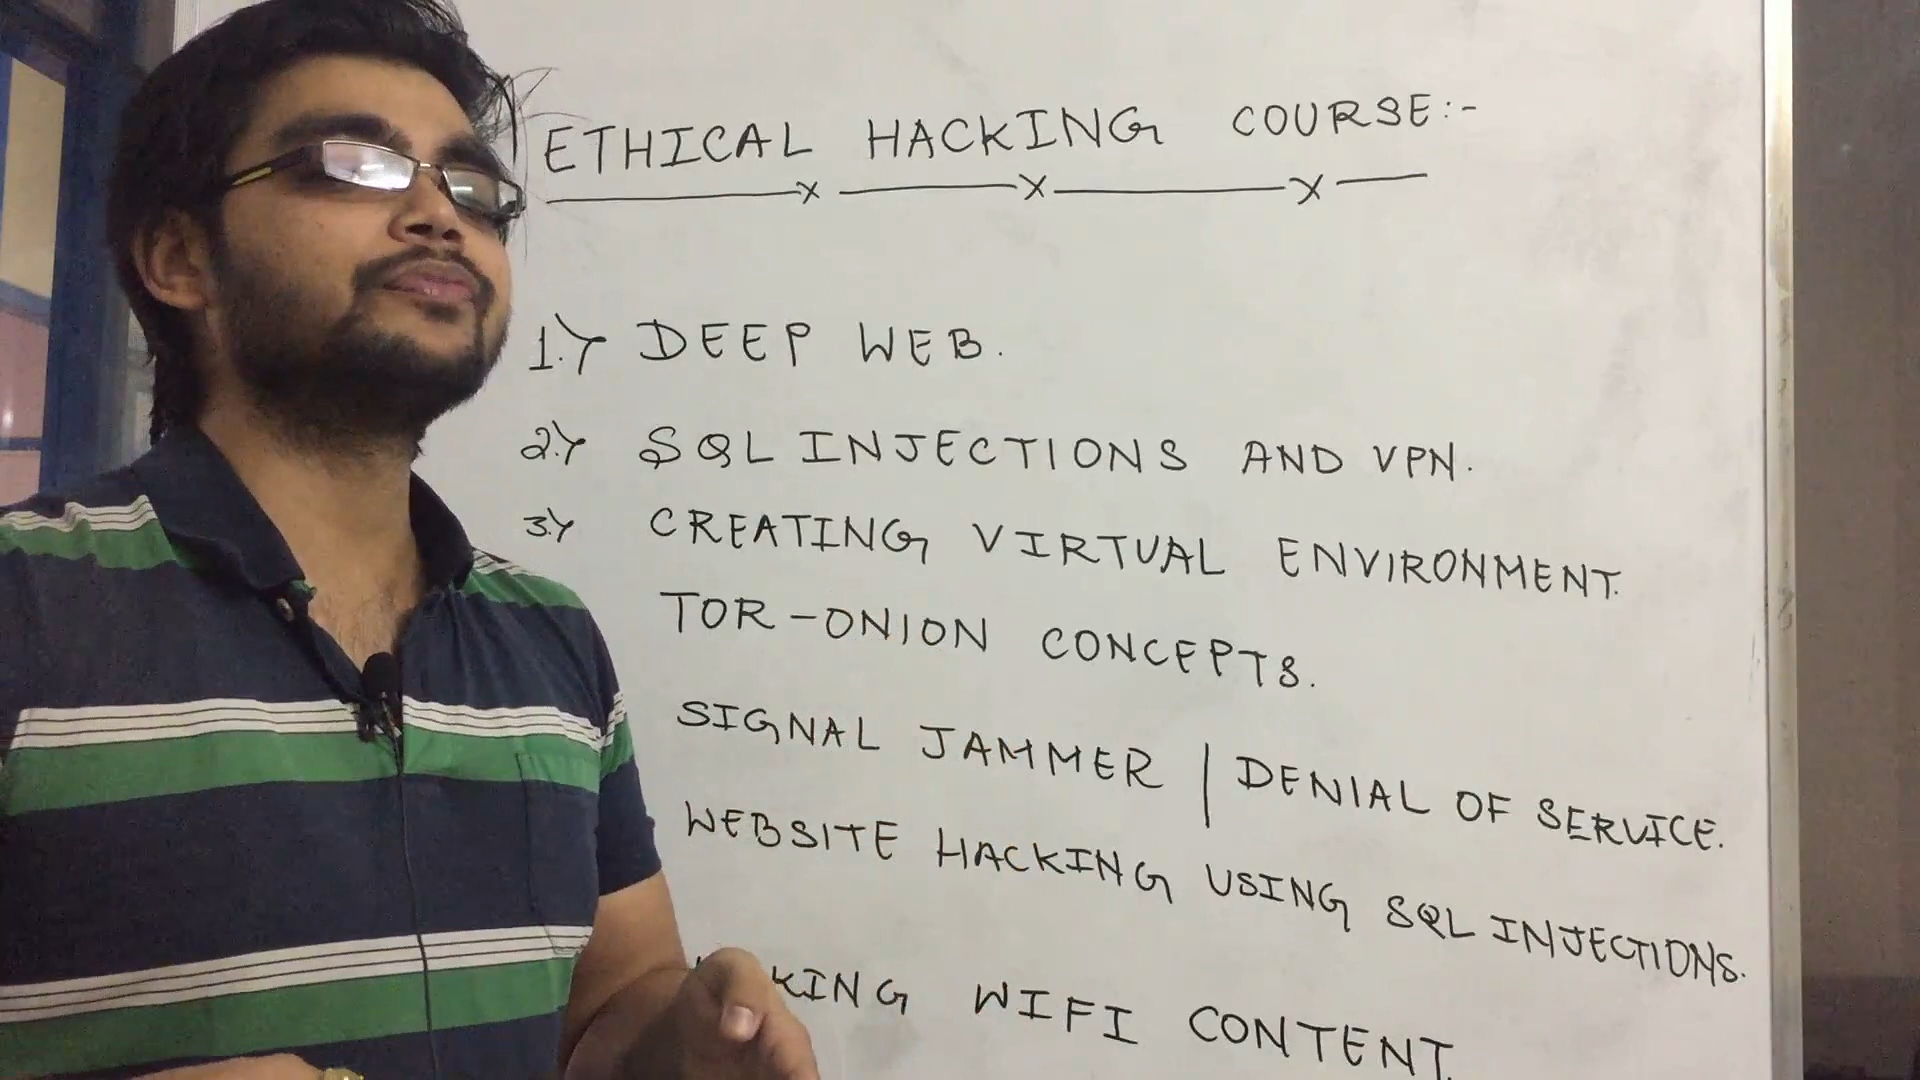 ETHICAL HACKING COURSE:-
1.) DEEP WEB.
2.) SQL INJECTIONS AND VPN.
3.) CREATING VIRTUAL ENVIRONMENT.
TOR-ONION CONCEPTS.
SIGNAL JAMMER | DENIAL OF SERVICE.
WEBSITE HACKING USING SQL INJECTIONS.
WIFI CONTENT.